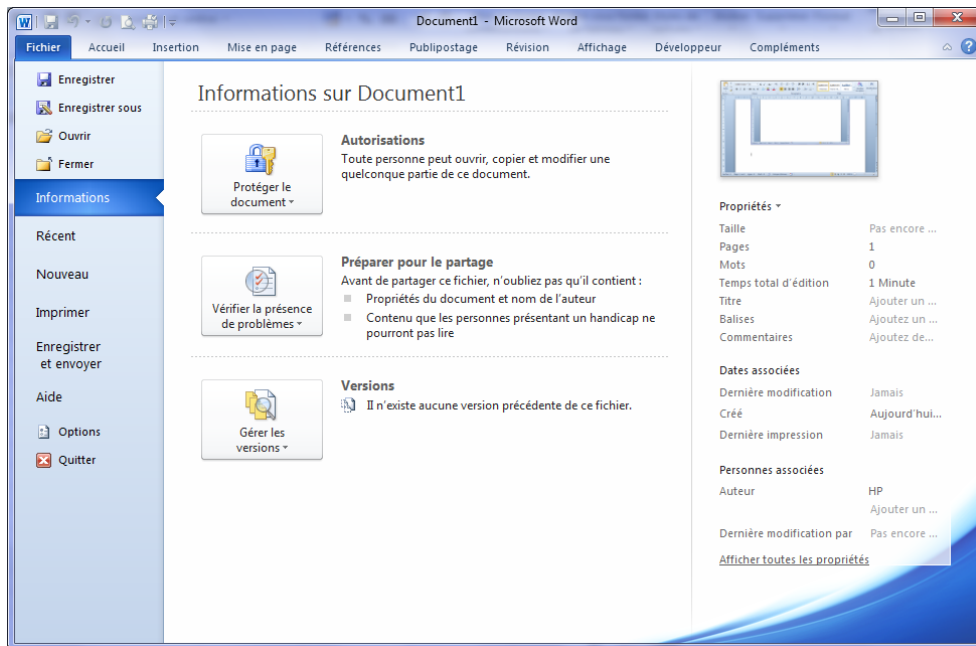 Document1 - Microsoft Word
Fichier Accueil Insertion Mise en page Références Publipostage Révision Affichage Développeur Compléments
Enregistrer
Enregistrer sous
Ouvrir
Fermer
Informations
Récent
Nouveau
Imprimer
Enregistrer
et envoyer
Aide
Options
Quitter
Informations sur Document1
Protéger le
document
Autorisations
Toute personne peut ouvrir, copier et modifier une
quelconque partie de ce document.
Vérifier la présence
de problèmes
Préparer pour le partage
Avant de partager ce fichier, n'oubliez pas qu'il contient :
Propriétés du document et nom de l'auteur
Contenu que les personnes présentant un handicap ne
pourront pas lire
Gérer les
versions
Versions
Il n'existe aucune version précédente de ce fichier.
Propriétés
Taille Pas encore ...
Pages 1
Mots 0
Temps total d'édition 1 Minute
Titre Ajouter un ...
Balises Ajoutez un ...
Commentaires Ajoutez de...
Dates associées
Dernière modification Jamais
Créé Aujourd'hui...
Dernière impression Jamais
Personnes associées
Auteur HP
Ajouter un ...
Dernière modification par Pas encore ...
Afficher toutes les propriétés